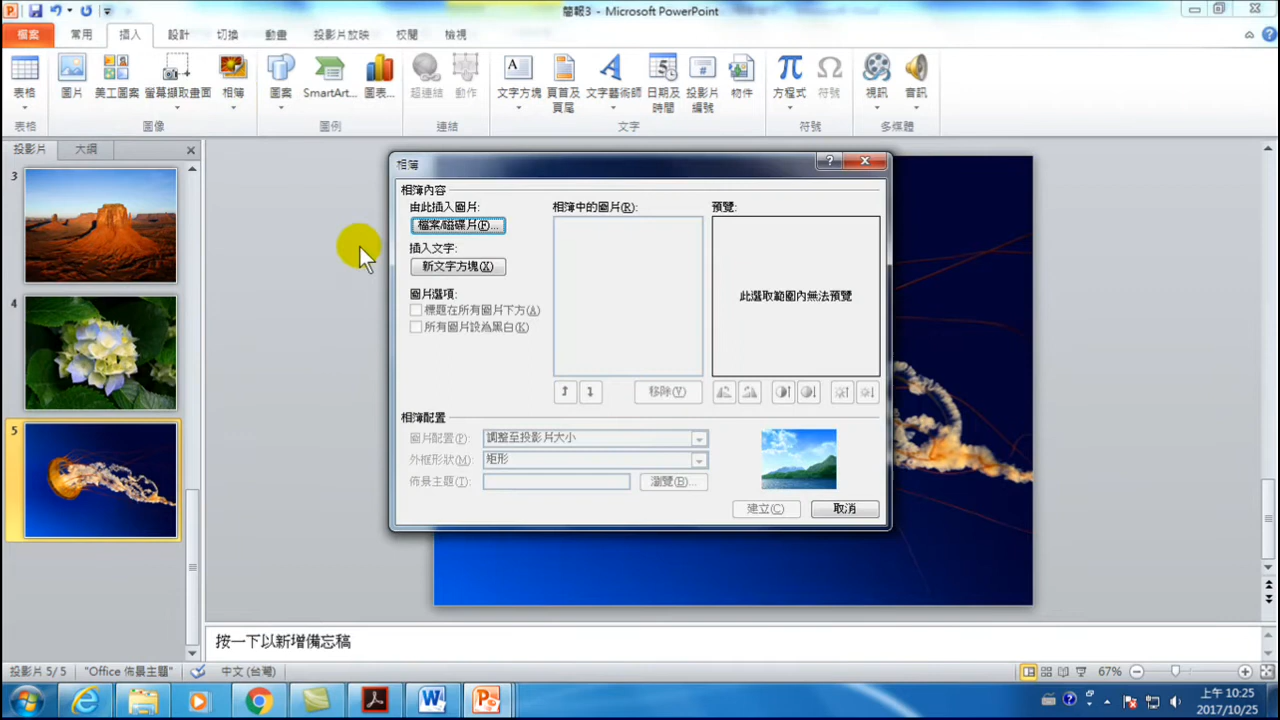 簡報3 - Microsoft PowerPoint
檔案 常用 插入 設計 切換 動畫 投影片放映 校閱 檢視
表格 圖片 美工圖案 螢幕擷取畫面 相簿 圖案 SmartArt... 圖表... 超連結 動作 文字方塊 頁首及頁尾 文字藝術師 日期及時間 投影片編號 物件 方程式 符號 視訊 音訊
表格 圖像 圖例 連結 文字 符號 多媒體
投影片 大綱
3
4
5
相簿
相簿內容
由此插入圖片: 相簿中的圖片(R): 預覽:
檔案/磁碟片(F)...
插入文字:
新文字方塊(X)
圖片選項:
此選取範圍內無法預覽
標題在所有圖片下方(A)
所有圖片設為黑白(K)
移除(V)
相簿配置
圖片配置(P): 調整至投影片大小
外框形狀(M): 矩形
佈景主題(T): 瀏覽(B)...
建立(C) 取消
按一下以新增備忘稿
投影片 5/5 "Office 佈景主題" 中文 (台灣) 67%
上午 10:25
2017/10/25